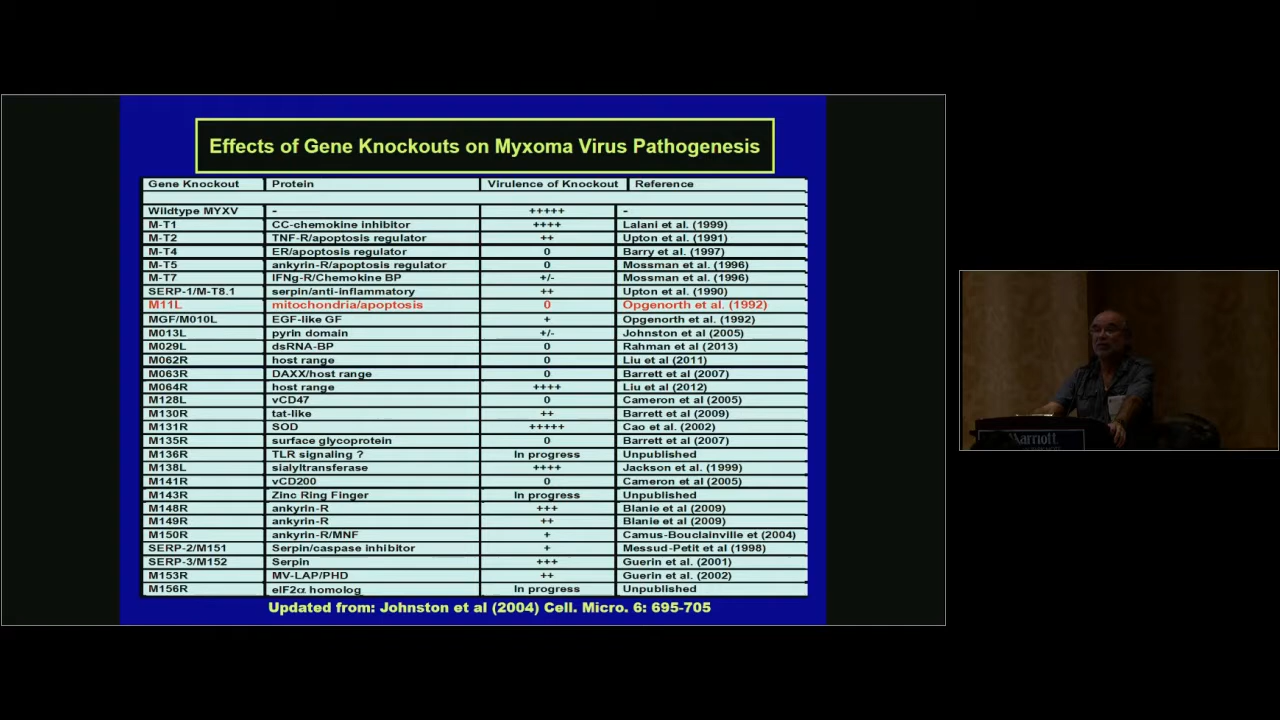 Effects of Gene Knockouts on Myxoma Virus Pathogenesis
Gene Knockout Protein Virulence of Knockout Reference
Wildtype MYXV - +++++ -
M-T1 CC-chemokine inhibitor ++++ Lalani et al. (1999)
M-T2 TNF-R/apoptosis regulator ++ Upton et al. (1991)
M-T4 ER/apoptosis regulator 0 Barry et al. (1997)
M-T5 ankyrin-R/apoptosis regulator 0 Mossman et al. (1996)
M-T7 IFNg-R/Chemokine BP +/- Mossman et al. (1996)
SERP-1/M-T8.1 serpin/anti-inflammatory ++ Upton et al. (1990)
M11L mitochondria/apoptosis 0 Opgenorth et al. (1992)
MGF/M010L EGF-like GF + Opgenorth et al. (1992)
M013L pyrin domain +/- Johnston et al (2005)
M029L dsRNA-BP 0 Rahman et al (2013)
M062R host range 0 Liu et al (2011)
M063R DAXX/host range 0 Barrett et al (2007)
M064R host range ++++ Liu et al (2012)
M128L vCD47 0 Cameron et al (2005)
M130R tat-like ++ Barrett et al (2009)
M131R SOD +++++ Cao et al. (2002)
M135R surface glycoprotein 0 Barrett et al (2007)
M136R TLR signaling ? In progress Unpublished
M138L sialyltransferase ++++ Jackson et al. (1999)
M141R vCD200 0 Cameron et al (2005)
M143R Zinc Ring Finger In progress Unpublished
M148R ankyrin-R +++ Blanie et al (2009)
M149R ankyrin-R ++ Blanie et al (2009)
M150R ankyrin-R/MNF + Camus-Bouclainville et (2004)
SERP-2/M151 Serpin/caspase inhibitor + Messud-Petit et al (1998)
SERP-3/M152 Serpin +++ Guerin et al. (2001)
M153R MV-LAP/PHD ++ Guerin et al. (2002)
M156R eIF2α homolog In progress Unpublished
Updated from: Johnston et al (2004) Cell. Micro. 6: 695-705
Marriott